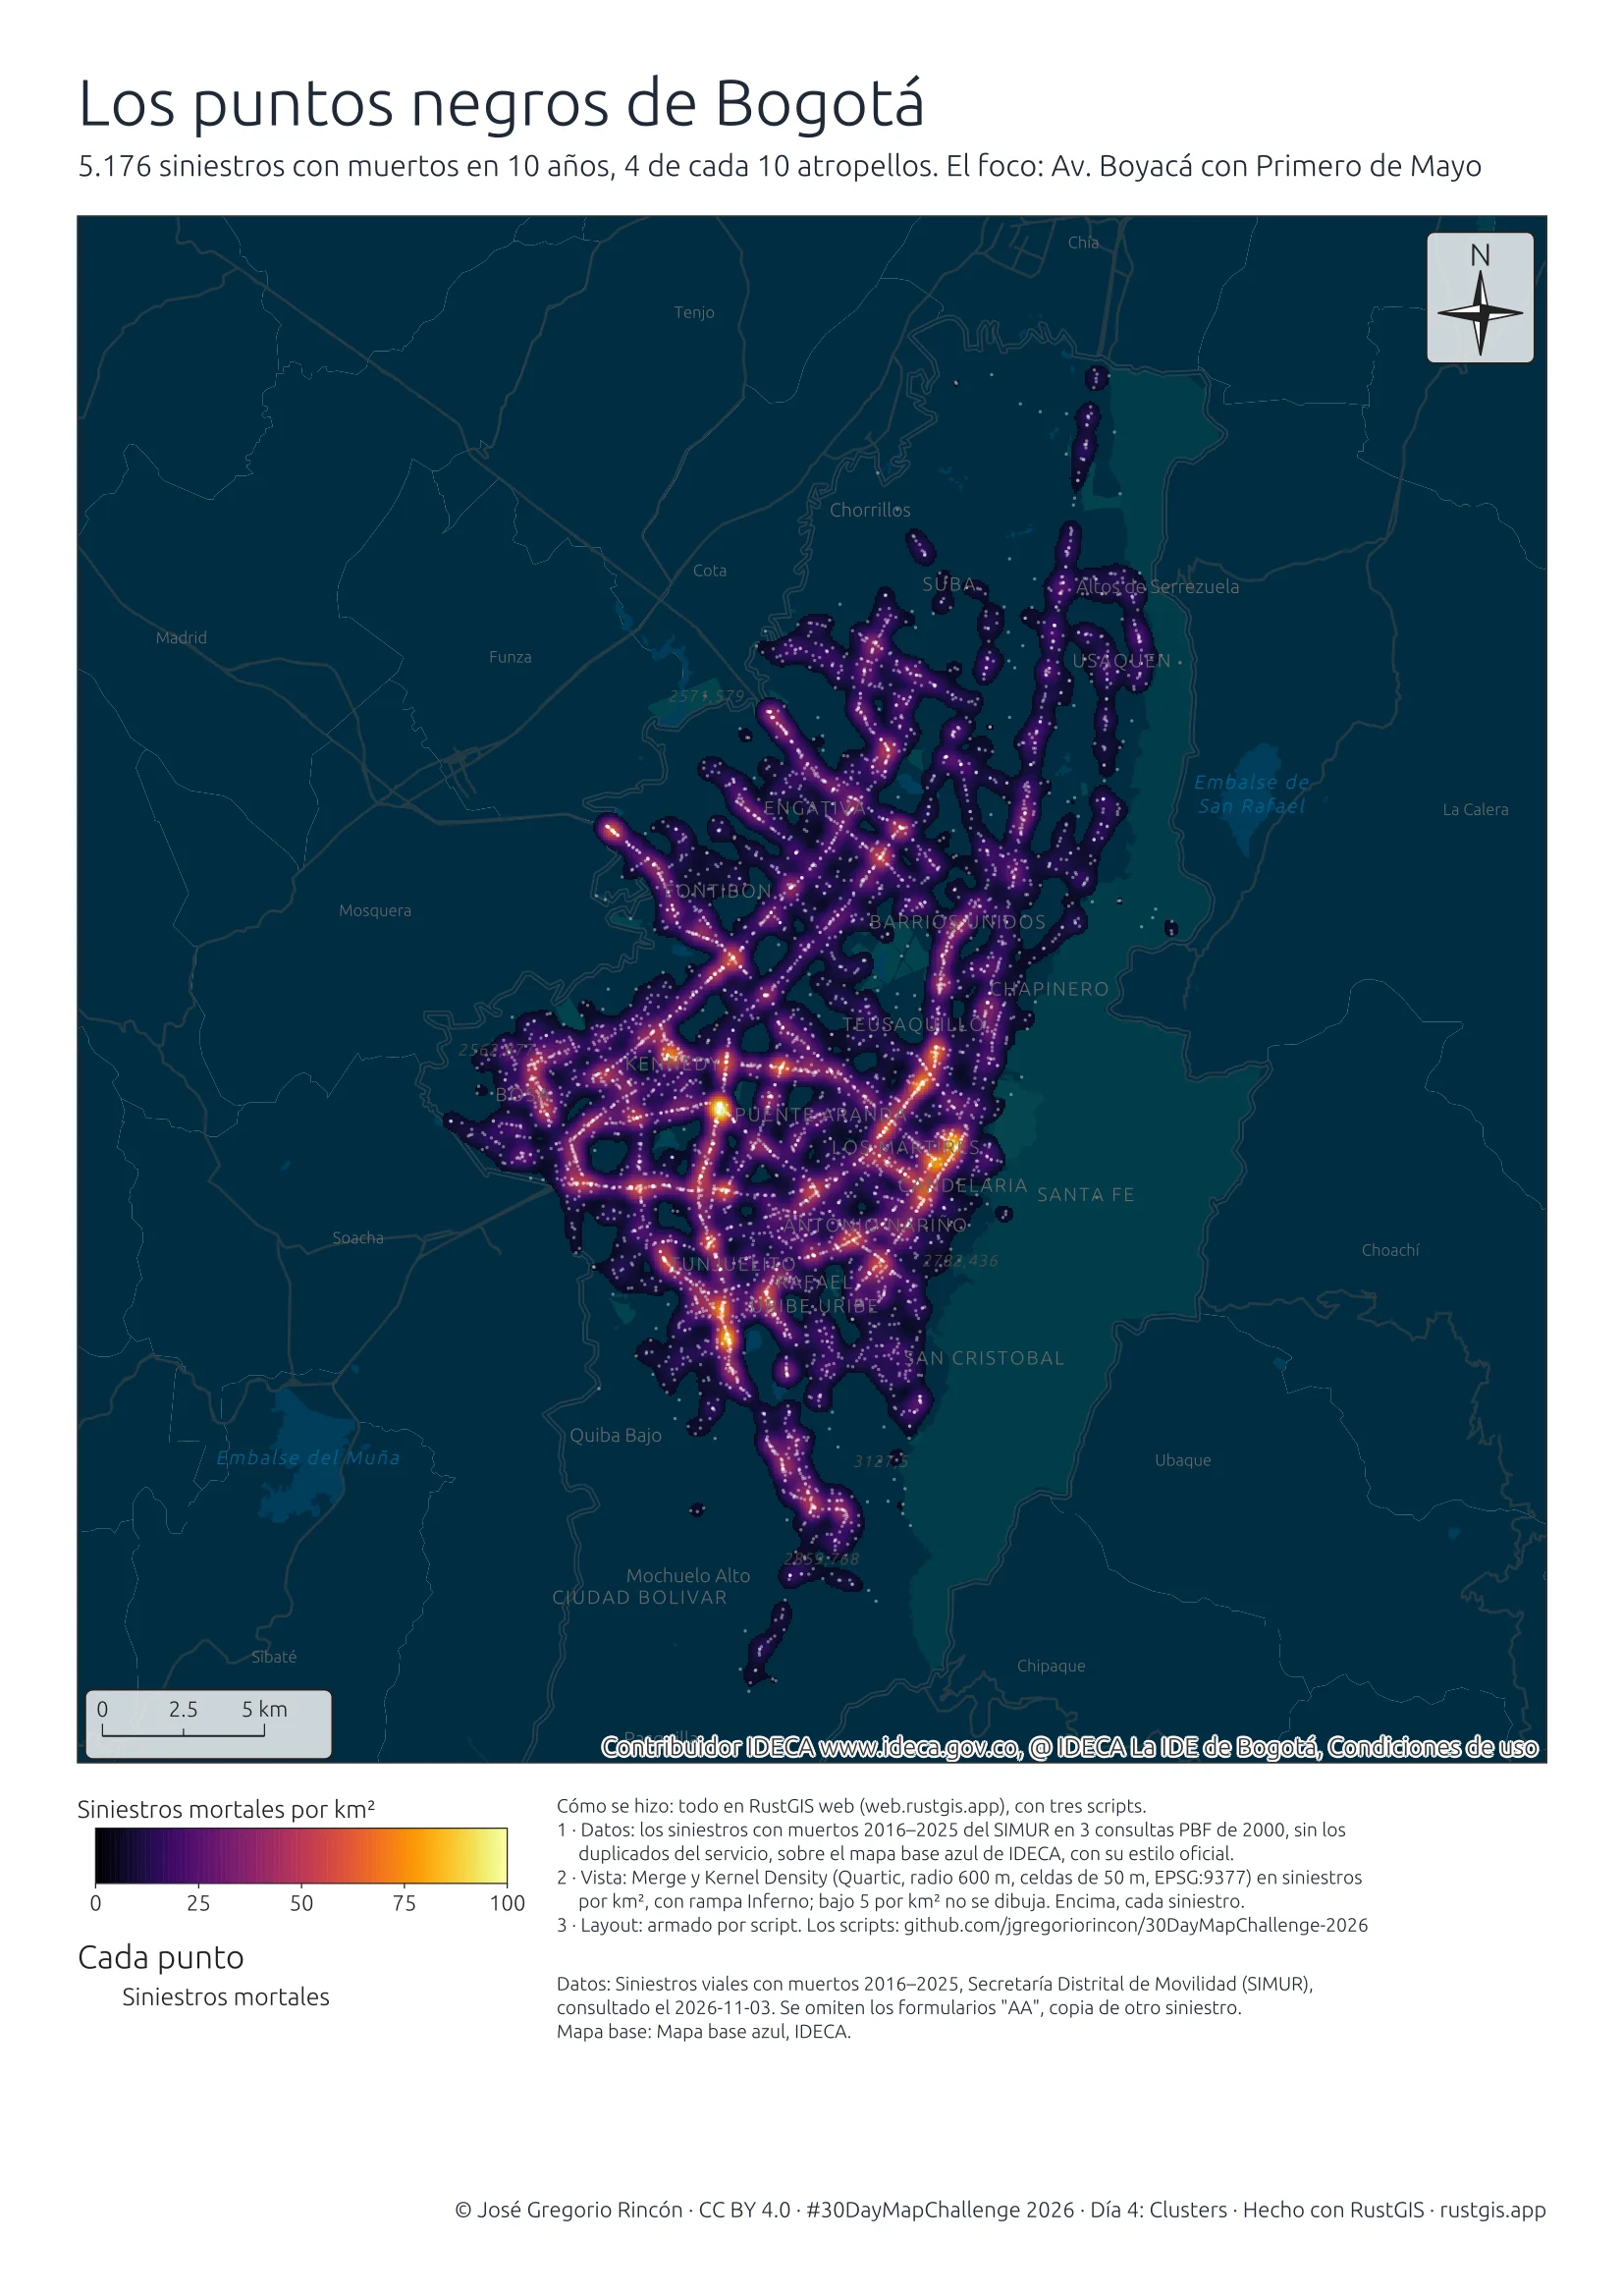 Los puntos negros de Bogotá
5.176 siniestros con muertos en 10 años, 4 de cada 10 atropellos. El foco: Av. Boyacá con Primero de Mayo
N
Chía
Tenjo
Chorrillos
Cota
SUBA
Altos de Serrezuela
Madrid
Funza
USAQUEN
2571,579
Embalse de
San Rafael
ENGATIVA
La Calera
FONTIBON
Mosquera
BARRIOS UNIDOS
CHAPINERO
TEUSAQUILLO
KENNEDY
BOSA
PUENTE ARANDA
LOS MARTIRES
CANDELARIA
SANTA FE
ANTONIO NARIÑO
Soacha
Choachí
2782,436
TUNJUELITO
RAFAEL
URIBE URIBE
SAN CRISTOBAL
Quiba Bajo
Embalse del Muña
3127,5
Ubaque
2859,768
Mochuelo Alto
CIUDAD BOLIVAR
Sibaté
Chipaque
0 2.5 5 km
Contribuidor IDECA www.ideca.gov.co, @ IDECA La IDE de Bogotá, Condiciones de uso
Siniestros mortales por km²
0 25 50 75 100
Cada punto
Siniestros mortales
Cómo se hizo: todo en RustGIS web (web.rustgis.app), con tres scripts.
1 · Datos: los siniestros con muertos 2016–2025 del SIMUR en 3 consultas PBF de 2000, sin los
duplicados del servicio, sobre el mapa base azul de IDECA, con su estilo oficial.
2 · Vista: Merge y Kernel Density (Quartic, radio 600 m, celdas de 50 m, EPSG:9377) en siniestros
por km², con rampa Inferno; bajo 5 por km² no se dibuja. Encima, cada siniestro.
3 · Layout: armado por script. Los scripts: github.com/jgregoriorincon/30DayMapChallenge-2026
Datos: Siniestros viales con muertos 2016–2025, Secretaría Distrital de Movilidad (SIMUR),
consultado el 2026-11-03. Se omiten los formularios "AA", copia de otro siniestro.
Mapa base: Mapa base azul, IDECA.
© José Gregorio Rincón · CC BY 4.0 · #30DayMapChallenge 2026 · Día 4: Clusters · Hecho con RustGIS · rustgis.app